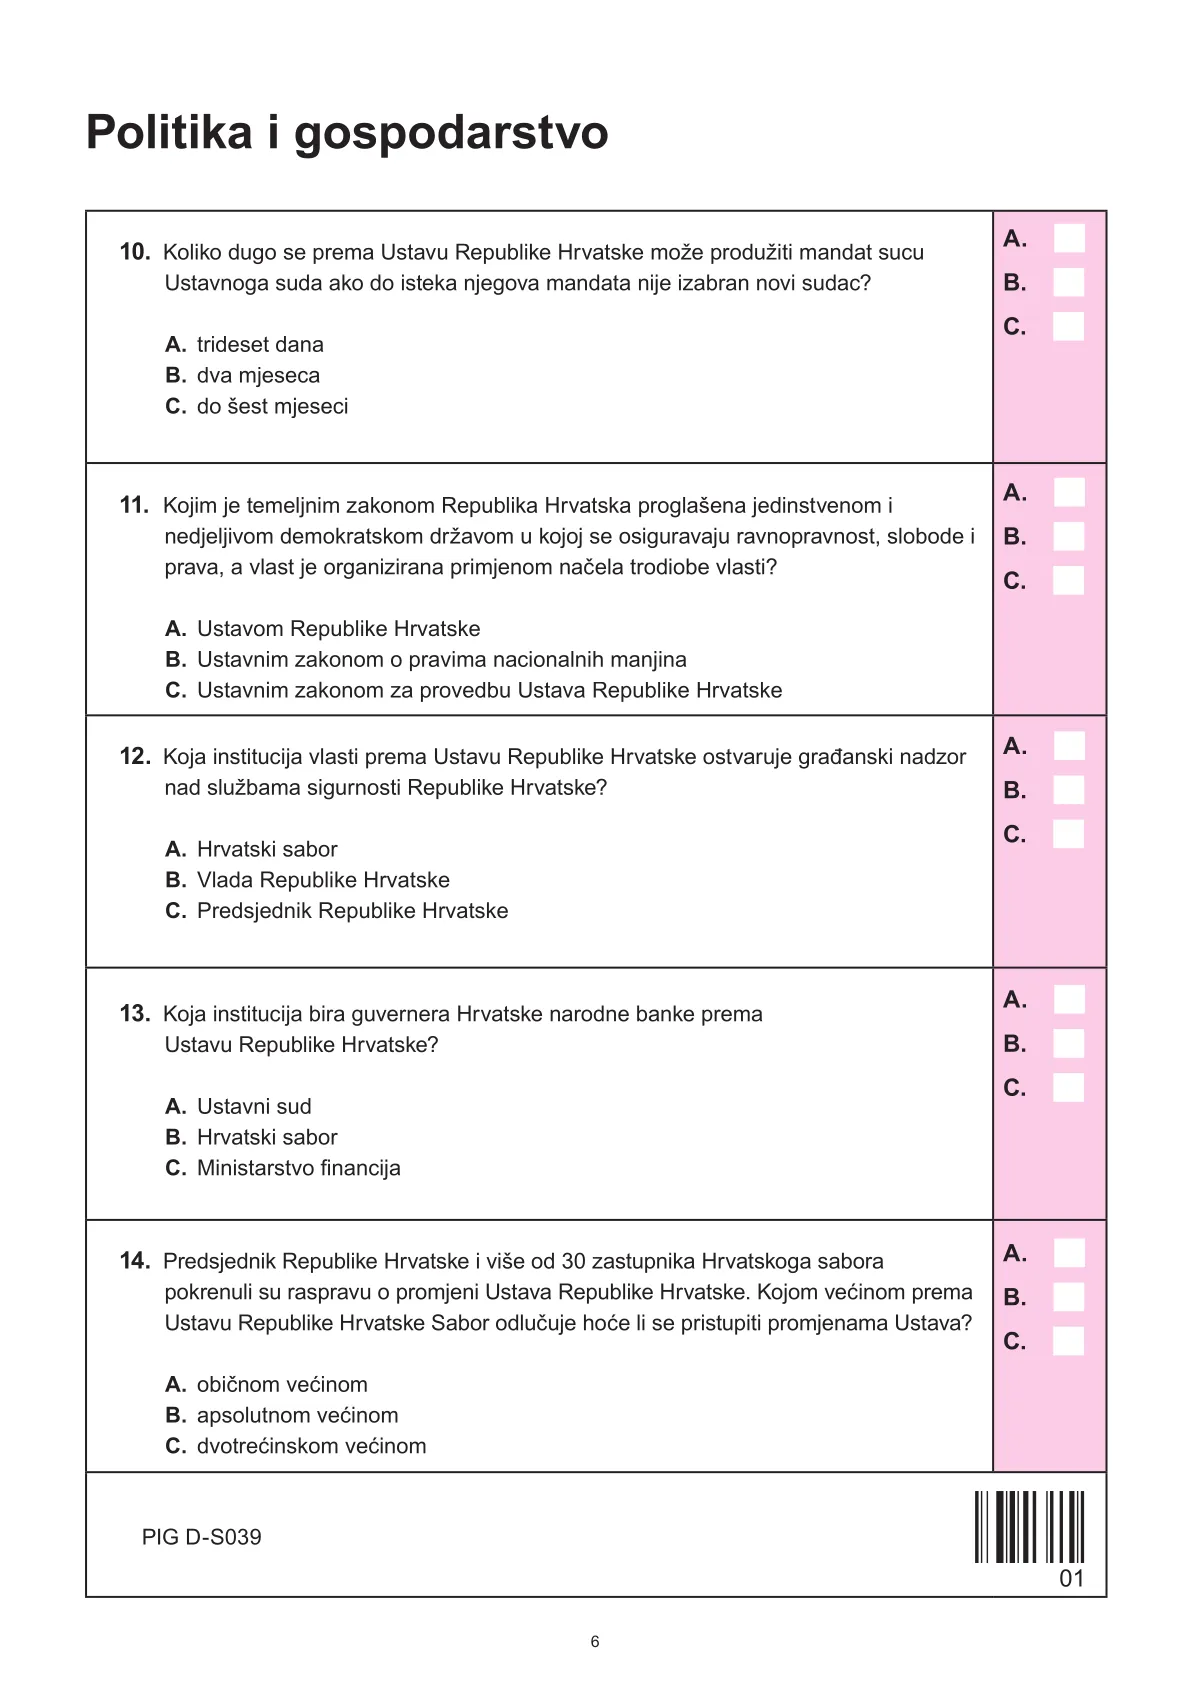 Politika i gospodarstvo
10. Koliko dugo se prema Ustavu Republike Hrvatske može produžiti mandat sucu
Ustavnoga suda ako do isteka njegova mandata nije izabran novi sudac?
A. trideset dana
B. dva mjeseca
C. do šest mjeseci
A.
B.
C.
11. Kojim je temeljnim zakonom Republika Hrvatska proglašena jedinstvenom i
nedjeljivom demokratskom državom u kojoj se osiguravaju ravnopravnost, slobode i
prava, a vlast je organizirana primjenom načela trodiobe vlasti?
A. Ustavom Republike Hrvatske
B. Ustavnim zakonom o pravima nacionalnih manjina
C. Ustavnim zakonom za provedbu Ustava Republike Hrvatske
A.
B.
C.
12. Koja institucija vlasti prema Ustavu Republike Hrvatske ostvaruje građanski nadzor
nad službama sigurnosti Republike Hrvatske?
A. Hrvatski sabor
B. Vlada Republike Hrvatske
C. Predsjednik Republike Hrvatske
A.
B.
C.
13. Koja institucija bira guvernera Hrvatske narodne banke prema
Ustavu Republike Hrvatske?
A. Ustavni sud
B. Hrvatski sabor
C. Ministarstvo financija
A.
B.
C.
14. Predsjednik Republike Hrvatske i više od 30 zastupnika Hrvatskoga sabora
pokrenuli su raspravu o promjeni Ustava Republike Hrvatske. Kojom većinom prema
Ustavu Republike Hrvatske Sabor odlučuje hoće li se pristupiti promjenama Ustava?
A. običnom većinom
B. apsolutnom većinom
C. dvotrećinskom većinom
A.
B.
C.
PIG D-S039
01
6